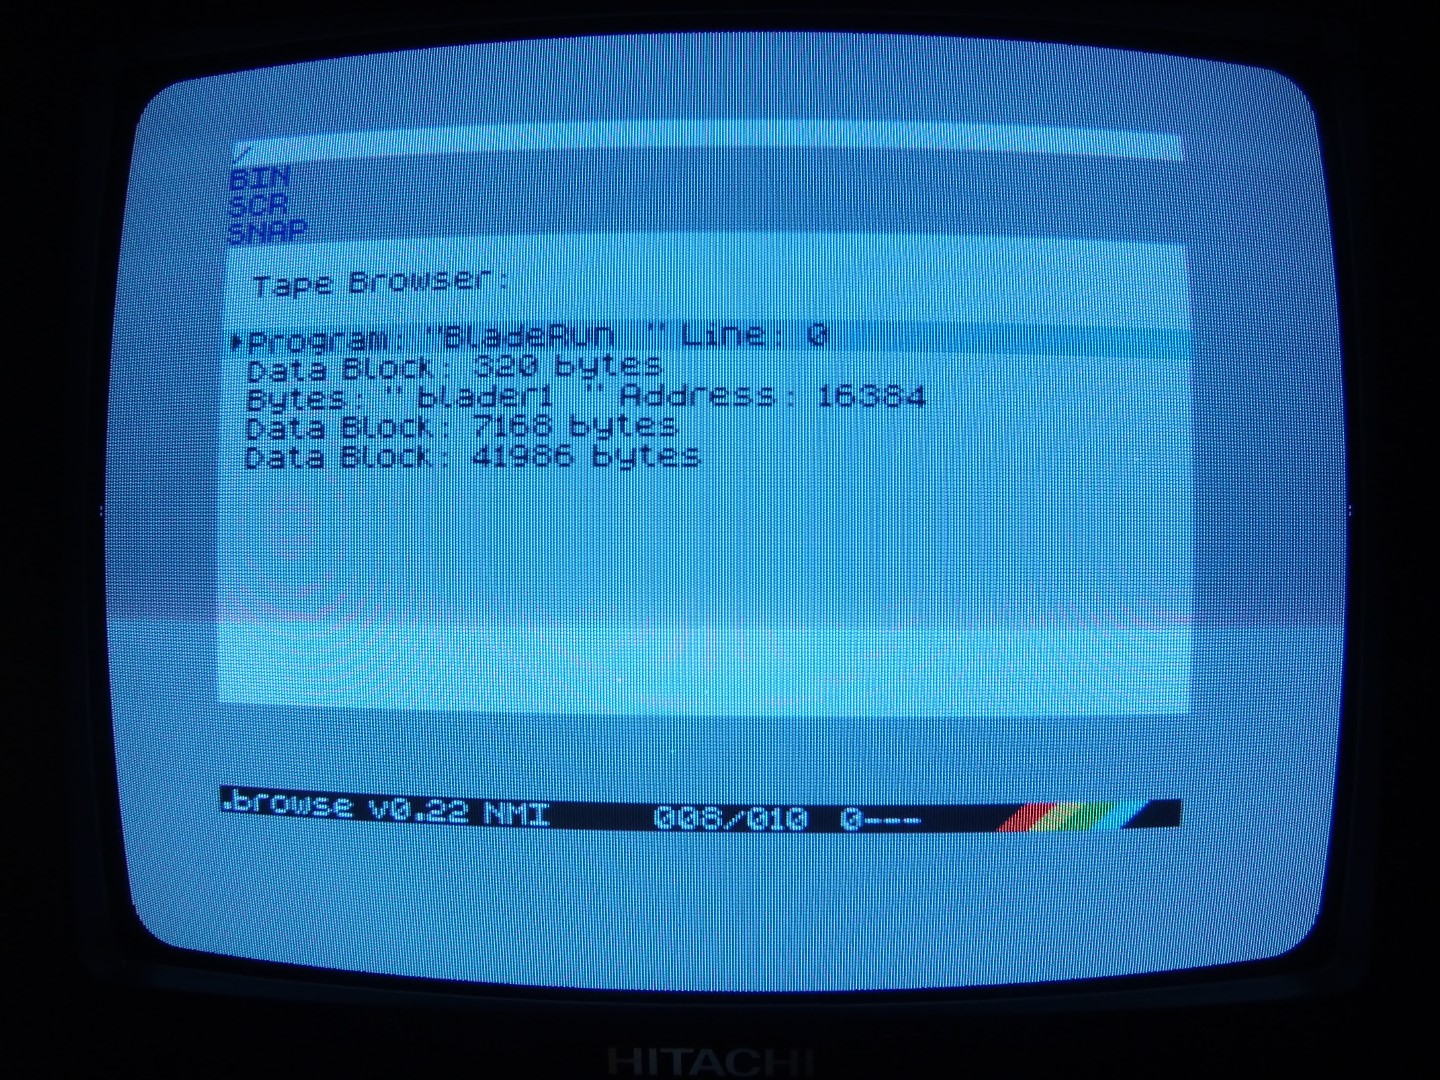 /
BIN
SCR
SNAP
Tape Browser:
Program: "BladeRun  " Line: 0
Data Block: 320 bytes
Bytes: " blader1  " Address: 16384
Data Block: 7168 bytes
Data Block: 41986 bytes
.browse v0.22 NMI 008/010 0---
HITACHI